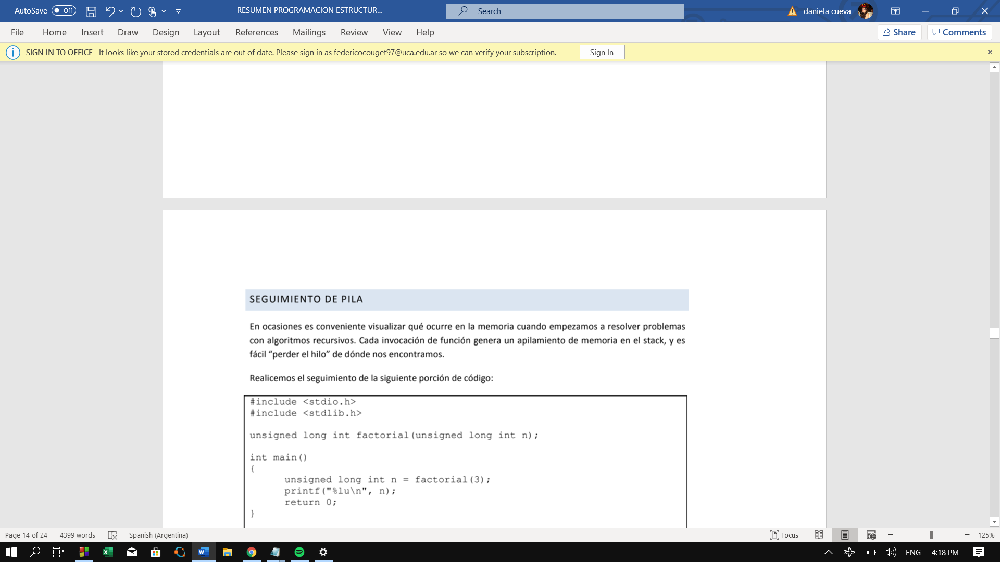 AutoSave Off RESUMEN PROGRAMACION ESTRUCTUR... Search daniela cueva
File Home Insert Draw Design Layout References Mailings Review View Help Share Comments
SIGN IN TO OFFICE It looks like your stored credentials are out of date. Please sign in as federicocouget97@uca.edu.ar so we can verify your subscription. Sign In
SEGUIMIENTO DE PILA
En ocasiones es conveniente visualizar qué ocurre en la memoria cuando empezamos a resolver problemas
con algoritmos recursivos. Cada invocación de función genera un apilamiento de memoria en el stack, y es
fácil “perder el hilo” de dónde nos encontramos.
Realicemos el seguimiento de la siguiente porción de código:
#include <stdio.h>
#include <stdlib.h>
unsigned long int factorial(unsigned long int n);
int main()
{
unsigned long int n = factorial(3);
printf("%lu\n", n);
return 0;
}
Page 14 of 24 4399 words Spanish (Argentina) Focus 125%
ENG 4:18 PM